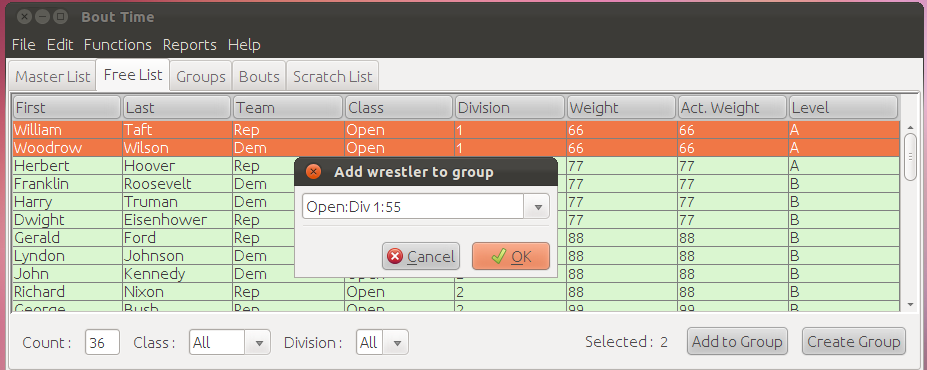 Bout Time
File Edit Functions Reports Help
Master List Free List Groups Bouts Scratch List
First Last Team Class Division Weight Act. Weight Level
William Taft Rep Open 1 66 66 A
Woodrow Wilson Dem Open 1 66 66 A
Herbert Hoover Rep 77 77 A
Franklin Roosevelt Dem 77 77 B
Harry Truman Dem 77 77 B
Dwight Eisenhower Rep 77 77 B
Gerald Ford Rep 88 88 B
Lyndon Johnson Dem 88 88 B
John Kennedy Dem Open 2 88 88 B
Richard Nixon Rep Open 2 88 88 B
George Bush Rep Open 2 99 99 B
Add wrestler to group
Open:Div 1:55
Cancel OK
Count: 36 Class: All Division: All Selected: 2 Add to Group Create Group